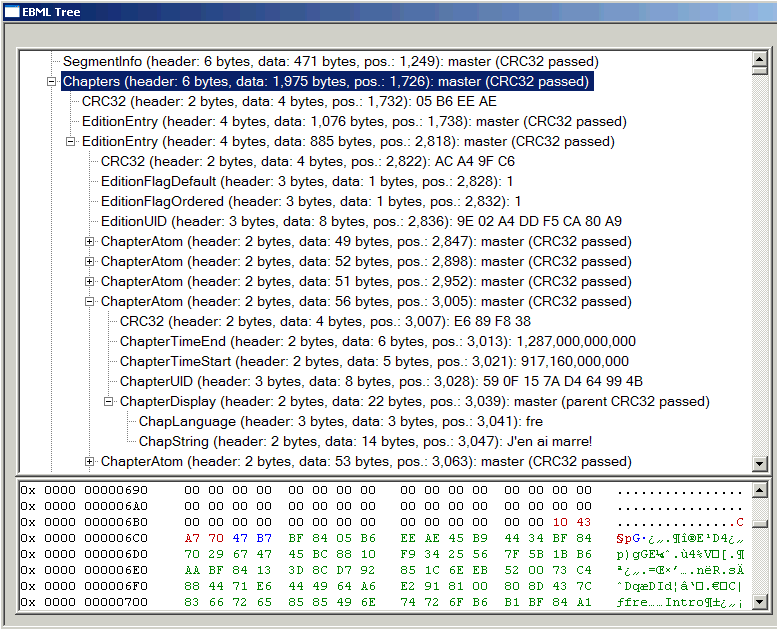 EBML Tree
SegmentInfo (header: 6 bytes, data: 471 bytes, pos.: 1,249): master (CRC32 passed)
Chapters (header: 6 bytes, data: 1,975 bytes, pos.: 1,726): master (CRC32 passed)
CRC32 (header: 2 bytes, data: 4 bytes, pos.: 1,732): 05 B6 EE AE
EditionEntry (header: 4 bytes, data: 1,076 bytes, pos.: 1,738): master (CRC32 passed)
EditionEntry (header: 4 bytes, data: 885 bytes, pos.: 2,818): master (CRC32 passed)
CRC32 (header: 2 bytes, data: 4 bytes, pos.: 2,822): AC A4 9F C6
EditionFlagDefault (header: 3 bytes, data: 1 bytes, pos.: 2,828): 1
EditionFlagOrdered (header: 3 bytes, data: 1 bytes, pos.: 2,832): 1
EditionUID (header: 3 bytes, data: 8 bytes, pos.: 2,836): 9E 02 A4 DD F5 CA 80 A9
ChapterAtom (header: 2 bytes, data: 49 bytes, pos.: 2,847): master (CRC32 passed)
ChapterAtom (header: 2 bytes, data: 52 bytes, pos.: 2,898): master (CRC32 passed)
ChapterAtom (header: 2 bytes, data: 51 bytes, pos.: 2,952): master (CRC32 passed)
ChapterAtom (header: 2 bytes, data: 56 bytes, pos.: 3,005): master (CRC32 passed)
CRC32 (header: 2 bytes, data: 4 bytes, pos.: 3,007): E6 89 F8 38
ChapterTimeEnd (header: 2 bytes, data: 6 bytes, pos.: 3,013): 1,287,000,000,000
ChapterTimeStart (header: 2 bytes, data: 5 bytes, pos.: 3,021): 917,160,000,000
ChapterUID (header: 3 bytes, data: 8 bytes, pos.: 3,028): 59 0F 15 7A D4 64 99 4B
ChapterDisplay (header: 2 bytes, data: 22 bytes, pos.: 3,039): master (parent CRC32 passed)
ChapLanguage (header: 3 bytes, data: 3 bytes, pos.: 3,041): fre
ChapString (header: 2 bytes, data: 14 bytes, pos.: 3,047): J'en ai marre!
ChapterAtom (header: 2 bytes, data: 53 bytes, pos.: 3,063): master (CRC32 passed)
0x 0000 00000690 00 00 00 00 00 00 00 00 00 00 00 00 00 00 00 00 ................
0x 0000 000006A0 00 00 00 00 00 00 00 00 00 00 00 00 00 00 00 00 ................
0x 0000 000006B0 00 00 00 00 00 00 00 00 00 00 00 00 00 00 10 43 ...............C
0x 0000 000006C0 A7 70 47 B7 BF 84 05 B6 EE AE 45 B9 44 34 BF 84 §pG·¿„.¶î®E¹D4¿„
0x 0000 000006D0 70 29 67 47 45 BC 88 10 F9 34 25 56 7F 5B 1B B6
0x 0000 000006E0 AA BF 84 13 3D 8C D7 92 85 1C 6E EB 52 00 73 C4
0x 0000 000006F0 88 44 71 E6 44 49 64 A6 E2 91 81 00 80 8D 43 7C
0x 0000 00000700 83 66 72 65 85 85 49 6E 74 72 6F B6 B1 BF 84 A1 ƒfre……Intro¶±¿„¡